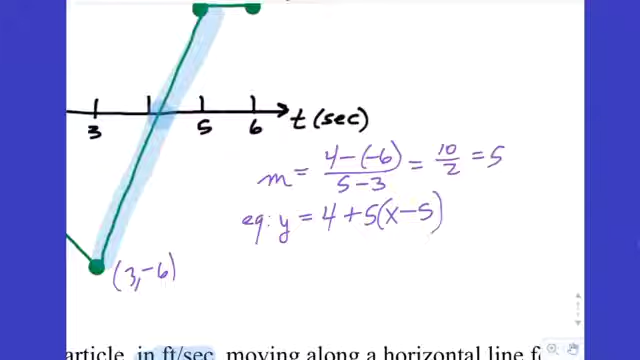 3 5 6 t (sec)
m = 4-(-6)/5-3 = 10/2 = 5
eq: y = 4 + 5(x-5)
(3,-6)
article, in ft/sec, moving along a horizontal line f